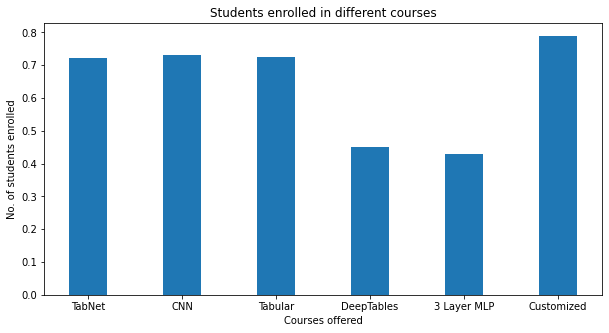 Students enrolled in different courses
No. of students enrolled
0.8
0.7
0.6
0.5
0.4
0.3
0.2
0.1
0.0
TabNet CNN Tabular DeepTables 3 Layer MLP Customized
Courses offered